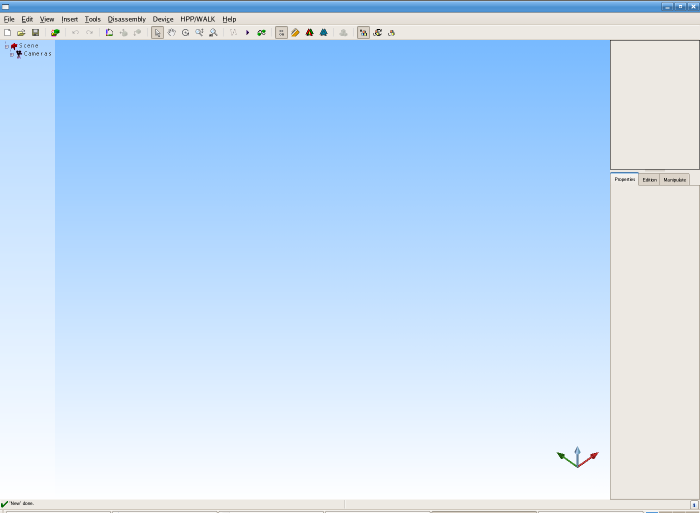 File Edit View Insert Tools Disassembly Device HPP/WALK Help
Scene
Cameras
Properties Edition Manipulate
'New' done.